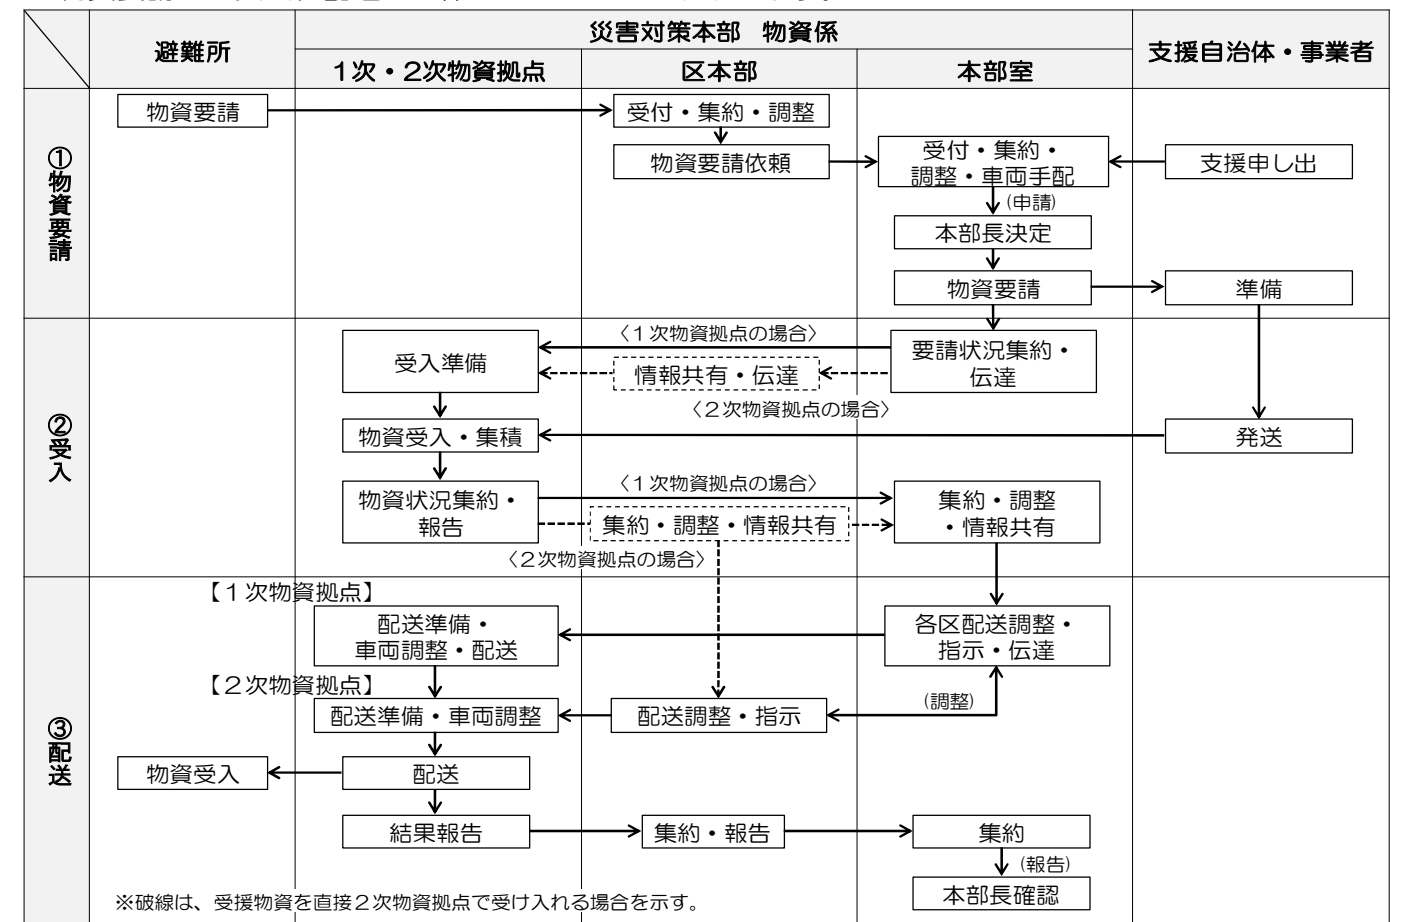 災害対策本部　物資係
避難所
支援自治体・事業者
１次・２次物資拠点
区本部
本部室
①物資要請
物資要請
受付・集約・調整
物資要請依頼
受付・集約・
調整・車両手配
支援申し出
(申請)
本部長決定
物資要請
準備
②受入
〈１次物資拠点の場合〉
受入準備
情報共有・伝達
要請状況集約・
伝達
〈２次物資拠点の場合〉
物資受入・集積
発送
物資状況集約・
報告
〈１次物資拠点の場合〉
集約・調整・情報共有
集約・調整
・情報共有
〈２次物資拠点の場合〉
③配送
【１次物資拠点】
配送準備・
車両調整・配送
各区配送調整・
指示・伝達
【２次物資拠点】
配送準備・車両調整
配送調整・指示
(調整)
物資受入
配送
結果報告
集約・報告
集約
(報告)
本部長確認
※破線は、受援物資を直接２次物資拠点で受け入れる場合を示す。